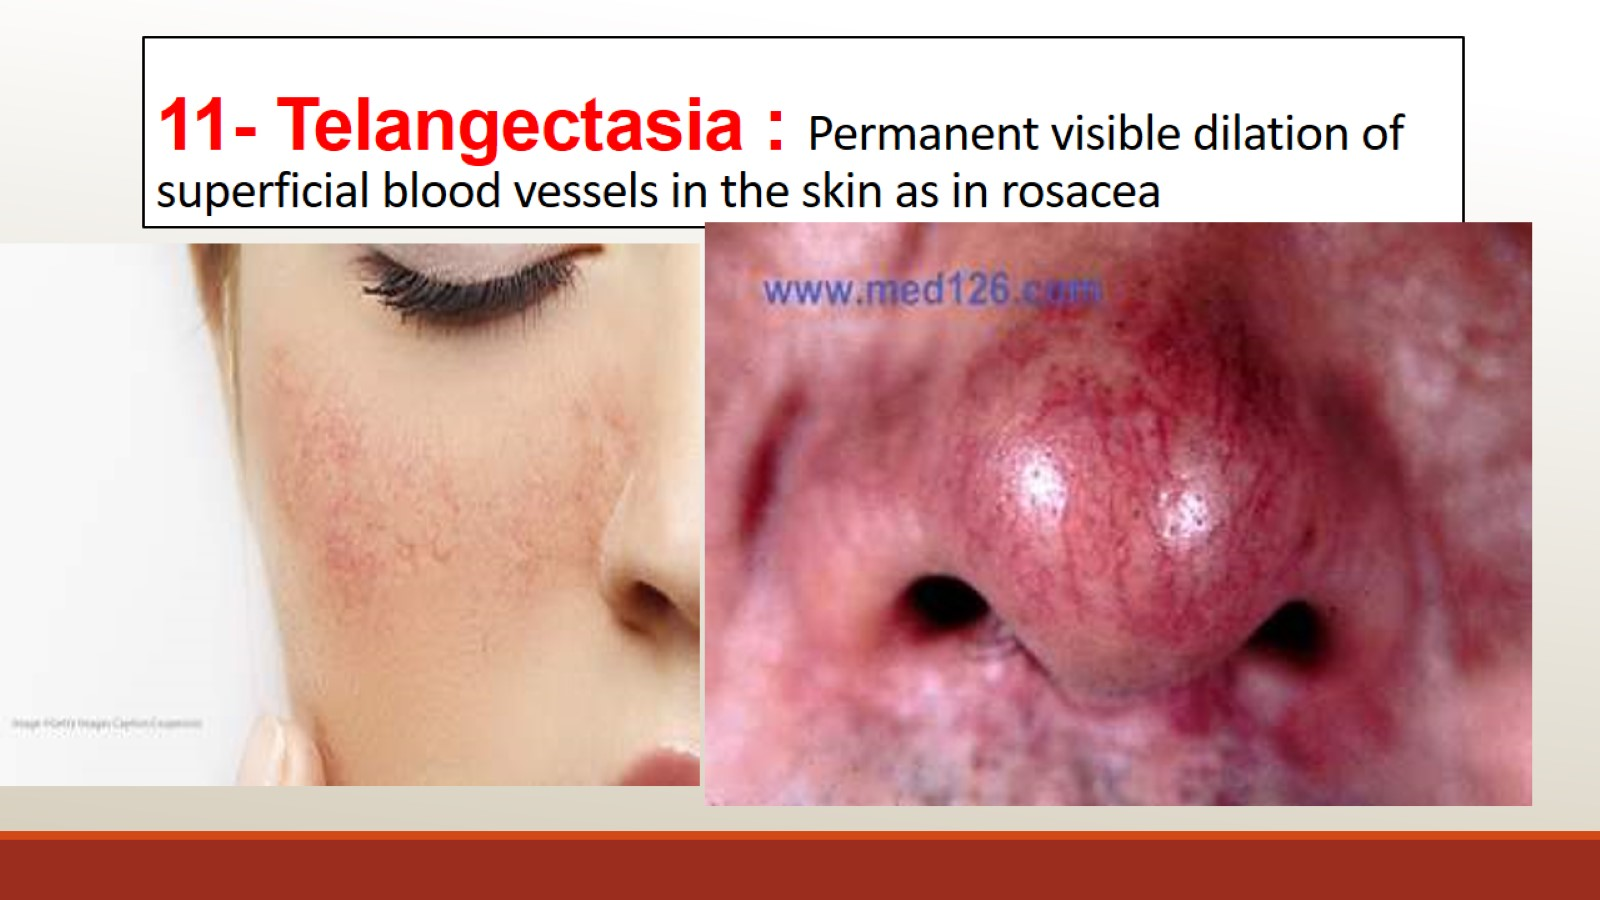 11- Telangectasia : Permanent visible dilation of
superficial blood vessels in the skin as in rosacea
www.med126.com